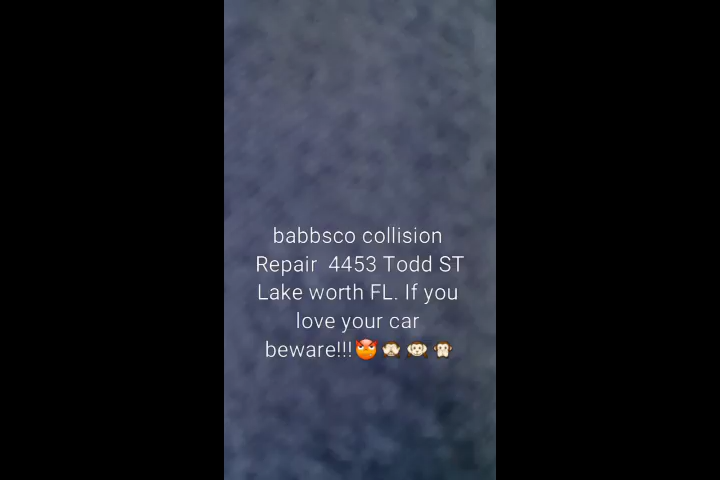 babbsco collision
Repair  4453 Todd ST
Lake worth FL. If you
love your car
beware!!!😡🙈🙉🙊